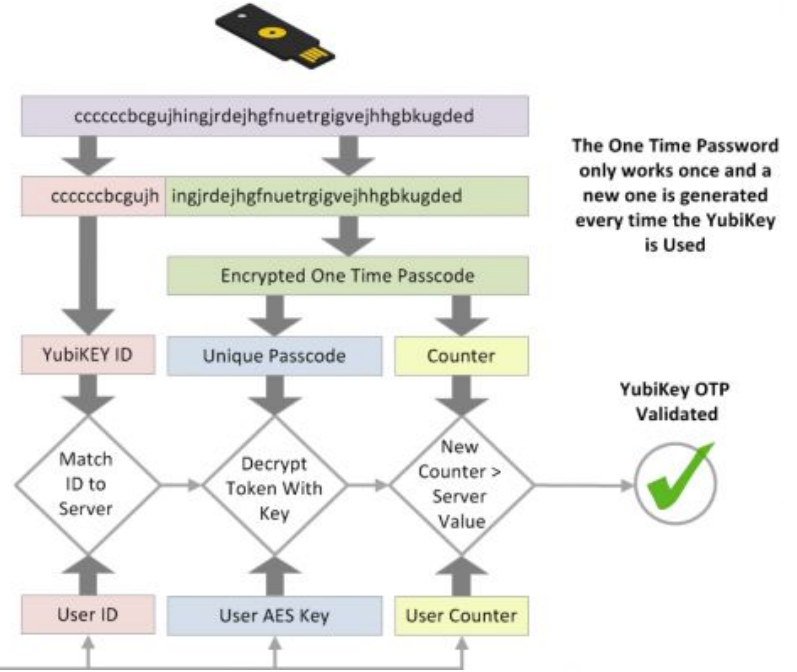 ccccccbcgujhingjrdejhgfnuetrgigvejhhgbkugded
The One Time Password
only works once and a
new one is generated
every time the YubiKey
is Used
ccccccbcgujh
ingjrdejhgfnuetrgigvejhhgbkugded
Encrypted One Time Passcode
YubiKEY ID
Unique Passcode
Counter
YubiKey OTP
Validated
Match
ID to
Server
Decrypt
Token With
Key
New
Counter >
Server
Value
User ID
User AES Key
User Counter